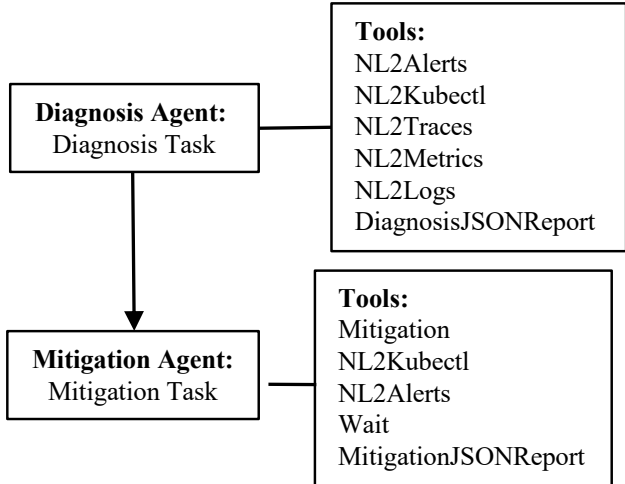 Diagnosis Agent:
Diagnosis Task
Tools:
NL2Alerts
NL2Kubectl
NL2Traces
NL2Metrics
NL2Logs
DiagnosisJSONReport
Mitigation Agent:
Mitigation Task
Tools:
Mitigation
NL2Kubectl
NL2Alerts
Wait
MitigationJSONReport